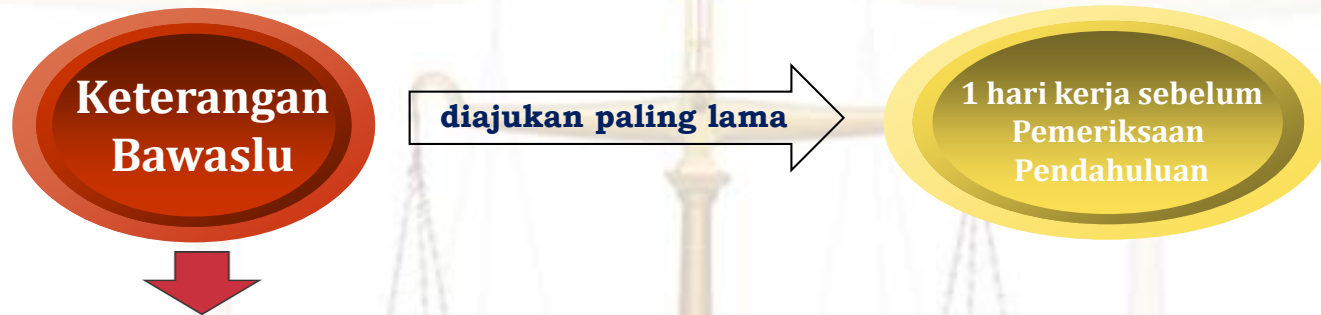 Keterangan
Bawaslu
diajukan paling lama
1 hari kerja sebelum
Pemeriksaan
Pendahuluan